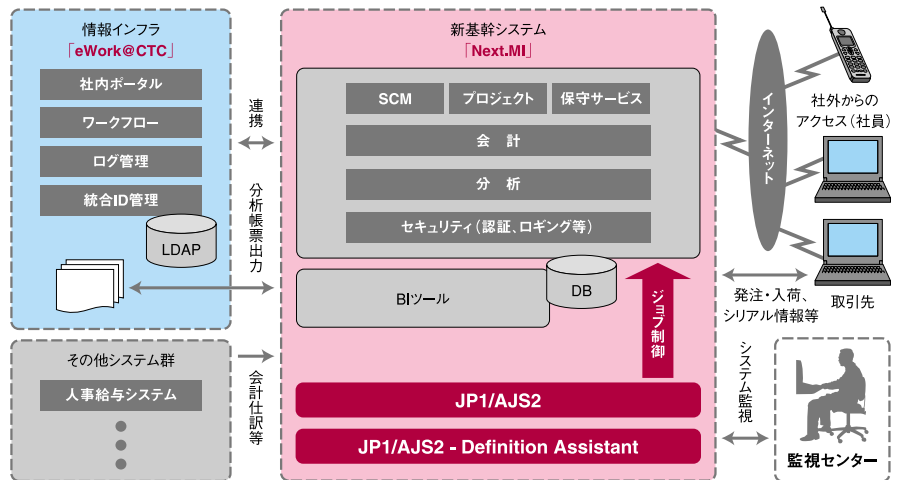 情報インフラ
「eWork@CTC」
社内ポータル
ワークフロー
ログ管理
統合ID管理
LDAP
その他システム群
人事給与システム
連携
分析帳票出力
会計仕訳等
新基幹システム
「Next.MI」
SCM
プロジェクト
保守サービス
会 計
分 析
セキュリティ（認証、ロギング等）
BIツール
DB
ジョブ制御
JP1/AJS2
JP1/AJS2 - Definition Assistant
インターネット
社外からの
アクセス（社員）
取引先
発注・入荷、
シリアル情報等
システム監視
監視センター